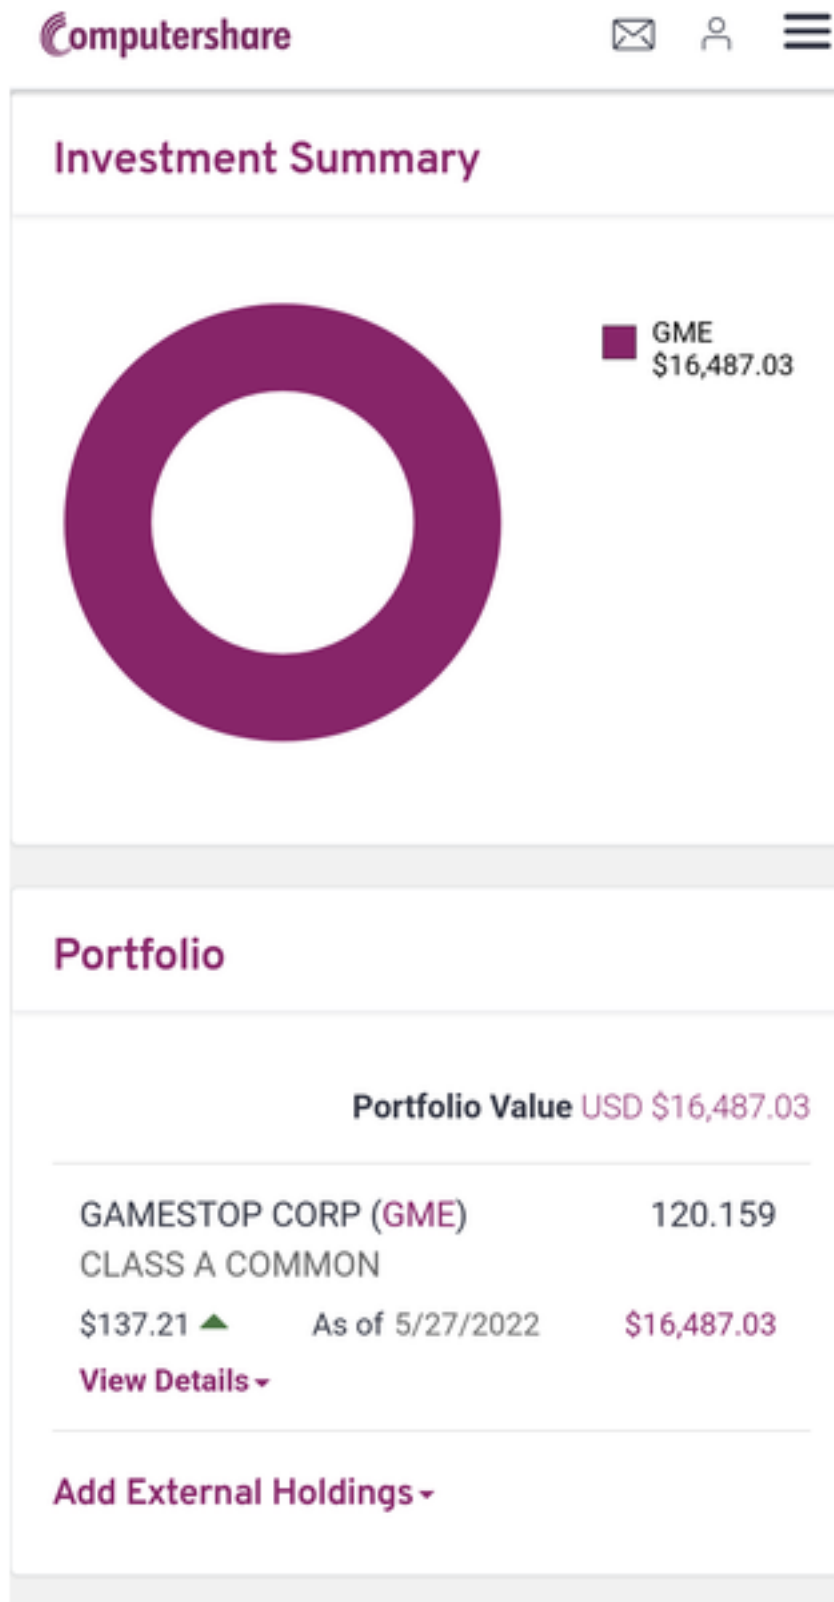 Computershare
Investment Summary
GME
$16,487.03
Portfolio
Portfolio Value USD $16,487.03
GAMESTOP CORP (GME) 120.159
CLASS A COMMON
$137.21 As of 5/27/2022 $16,487.03
View Details
Add External Holdings